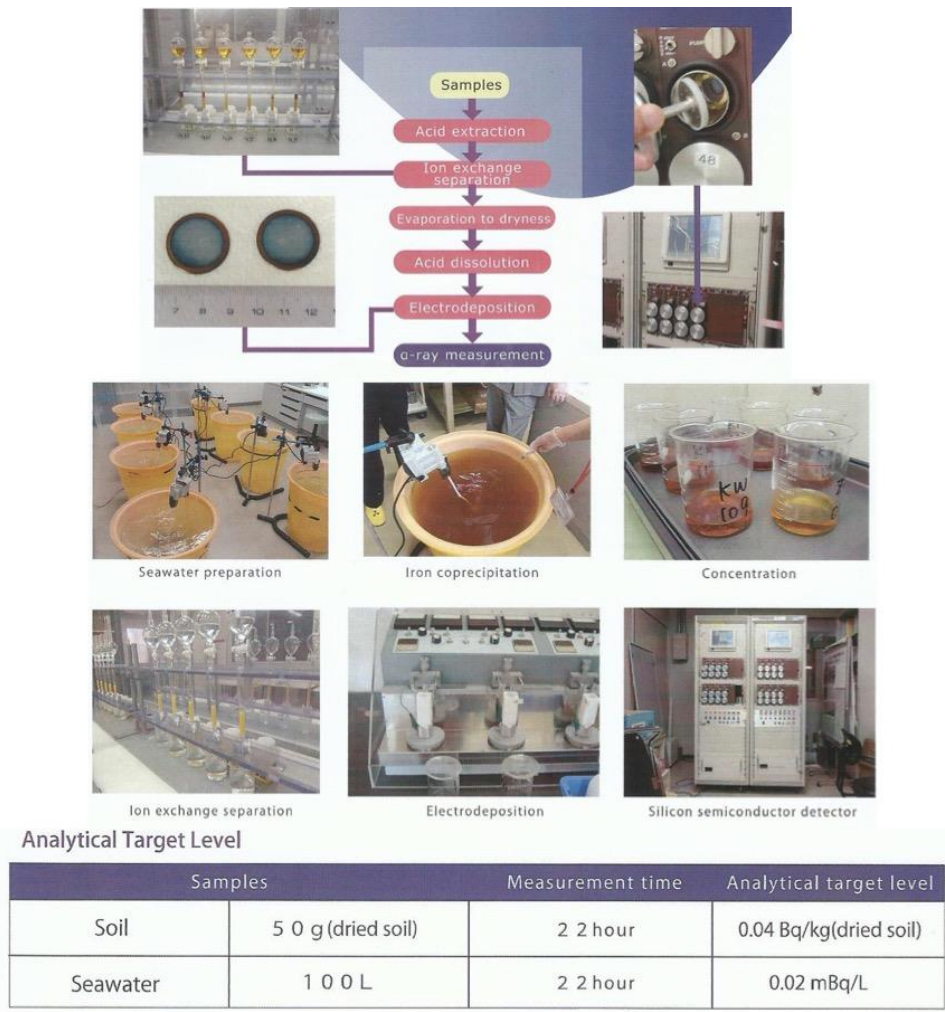 Samples
Acid extraction
Ion exchange
separation
Evaporation to dryness
Acid dissolution
Electrodeposition
α-ray measurement
48
7 8 9 10 11 12
Seawater preparation
Iron coprecipitation
Concentration
KW
Ion exchange separation
Electrodeposition
Silicon semiconductor detector
Analytical Target Level
Samples Measurement time Analytical target level
Soil 5 0 g (dried soil) 2 2 hour 0.04 Bq/kg(dried soil)
Seawater 1 0 0 L 2 2 hour 0.02 mBq/L